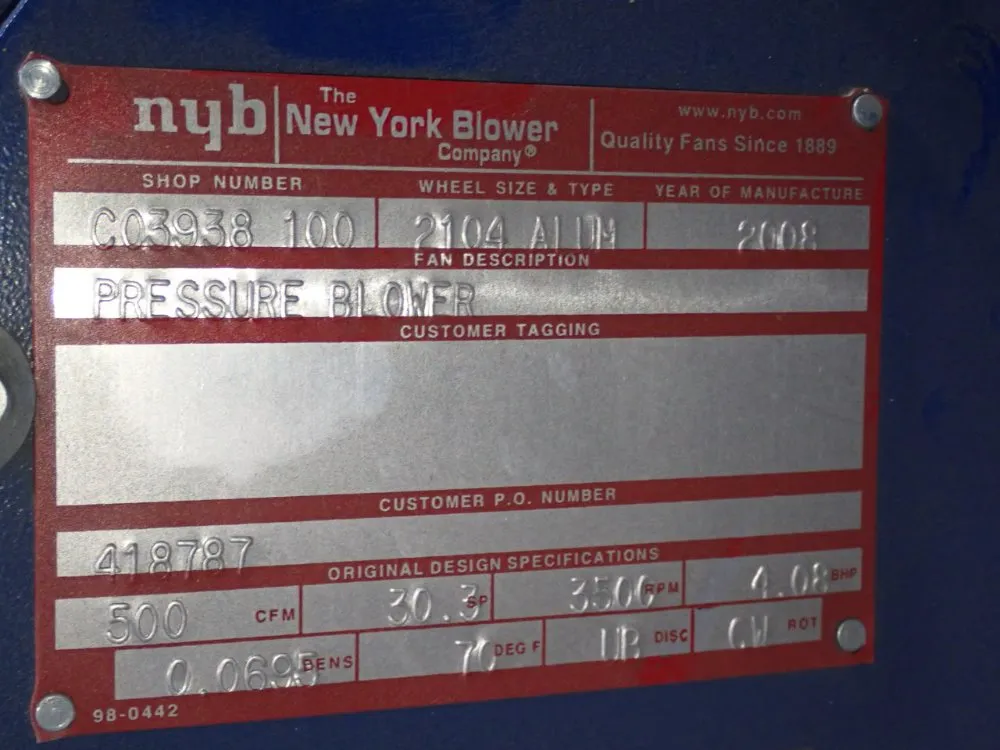 nyb The New York Blower Company® www.nyb.com
Quality Fans Since 1889
SHOP NUMBER WHEEL SIZE & TYPE YEAR OF MANUFACTURE
C03938 100 2104 ALUM 2008
FAN DESCRIPTION
PRESSURE BLOWER
CUSTOMER TAGGING
CUSTOMER P.O. NUMBER
418787
ORIGINAL DESIGN SPECIFICATIONS
500 CFM 30.3 SP 3500 RPM 4.08 BHP
0.0695 DENS 70 DEG F UB DISC CW ROT
98-0442